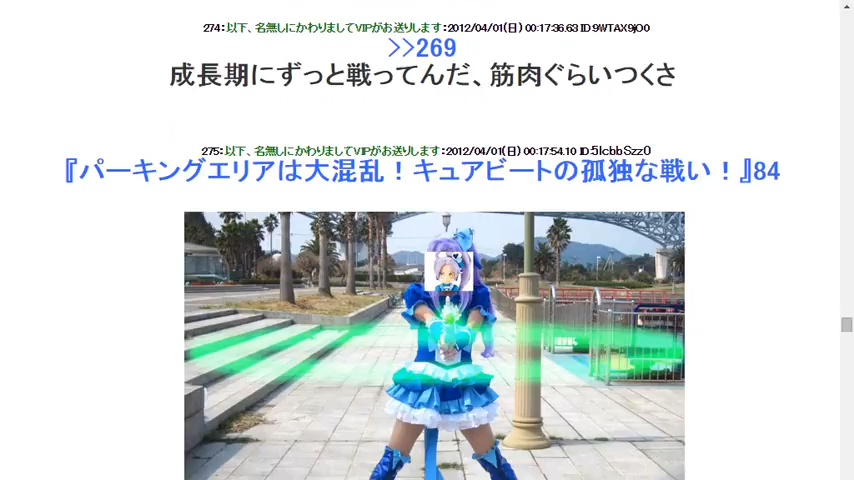 274：以下、名無しにかわりましてVIPがお送りします：2012/04/01(日) 00:17:36.63 ID:9WTAX9jO0
>>269
成長期にずっと戦ってんだ、筋肉ぐらいつくさ
275：以下、名無しにかわりましてVIPがお送りします：2012/04/01(日) 00:17:54.10 ID:5lcbbSzz0
『パーキングエリアは大混乱！キュアビートの孤独な戦い！』84